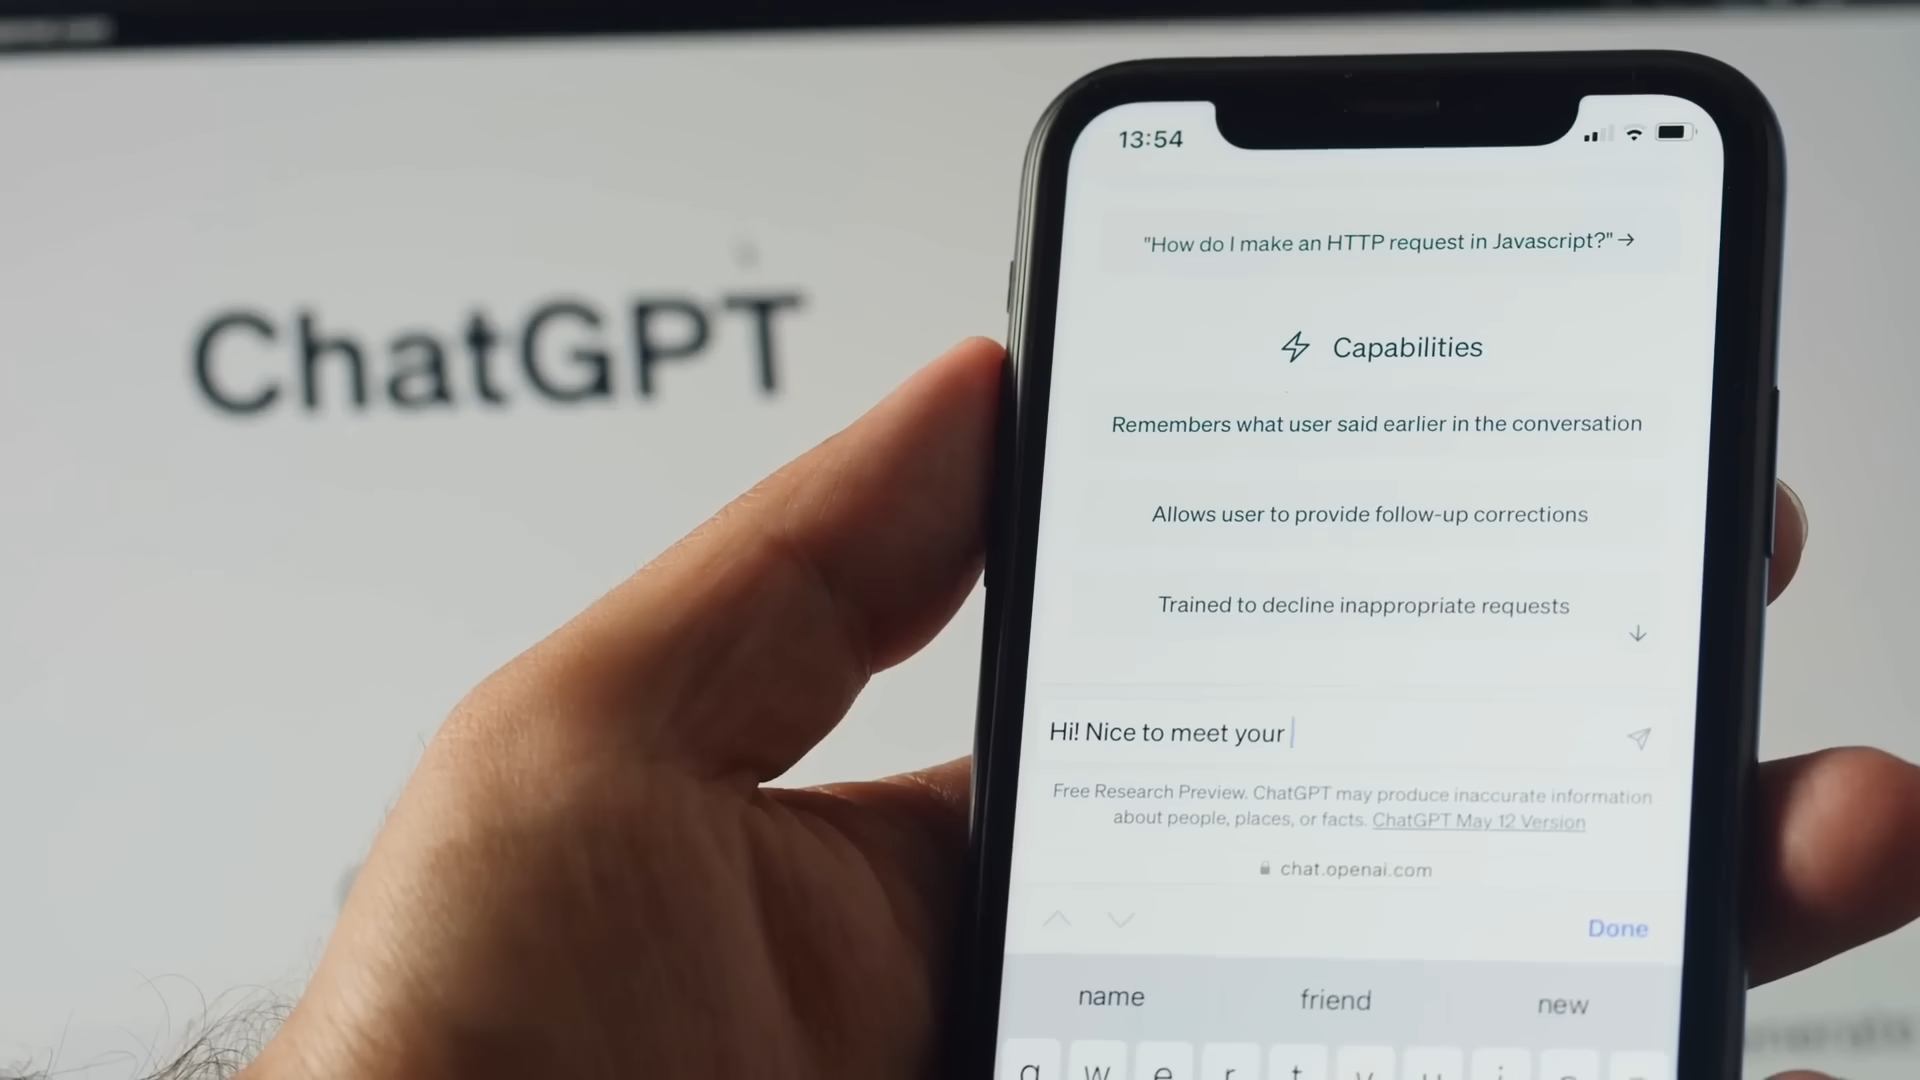 ChatGPT
13:54
"How do I make an HTTP request in Javascript?" →
Capabilities
Remembers what user said earlier in the conversation
Allows user to provide follow-up corrections
Trained to decline inappropriate requests
Hi! Nice to meet your
Free Research Preview. ChatGPT may produce inaccurate information
about people, places, or facts. ChatGPT May 12 Version
chat.openai.com
Done
name friend new
q w e r t y u i